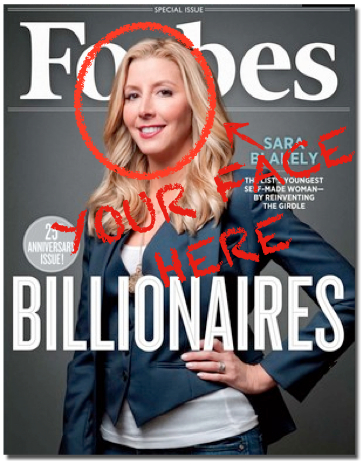 SPECIAL ISSUE
Forbes
SARA
BLAKELY
THE LIST'S YOUNGEST
SELF-MADE WOMAN—
BY REINVENTING
THE GIRDLE
YOUR FACE
HERE
25
ANNIVERSARY
ISSUE!
BILLIONAIRES